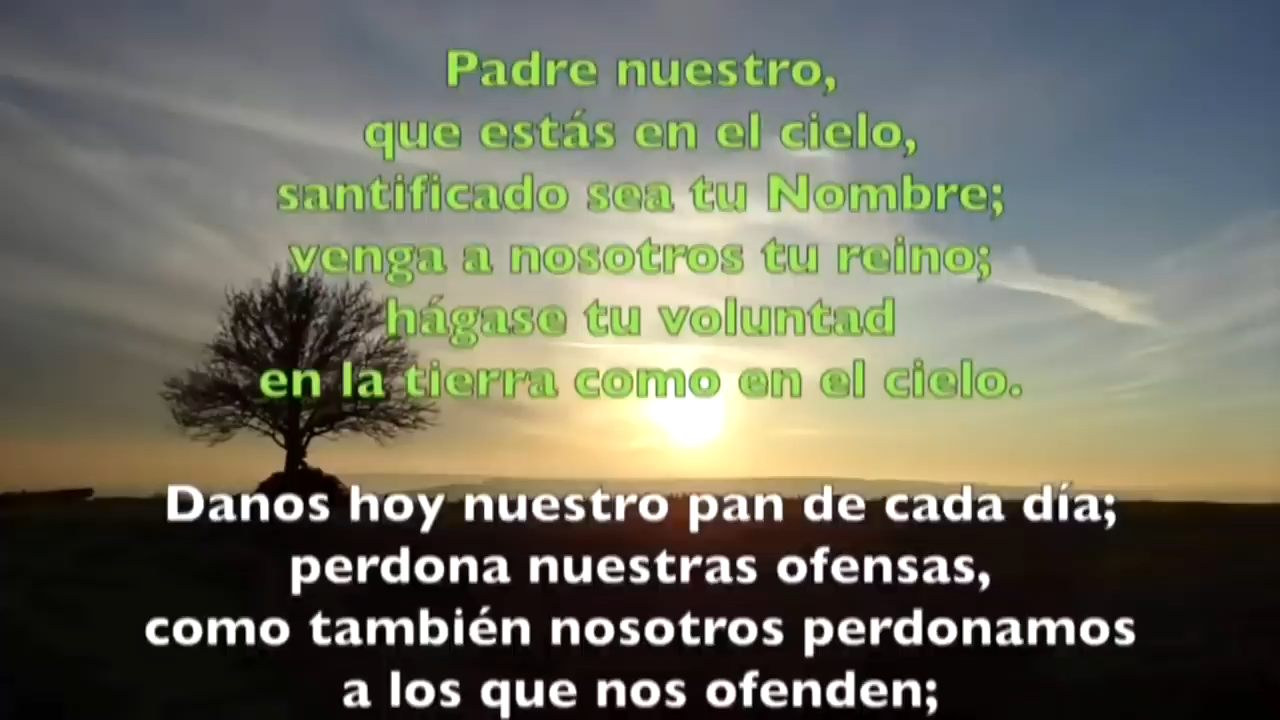 Padre nuestro,
que estás en el cielo,
santificado sea tu Nombre;
venga a nosotros tu reino;
hágase tu voluntad
en la tierra como en el cielo.
Danos hoy nuestro pan de cada día;
perdona nuestras ofensas,
como también nosotros perdonamos
a los que nos ofenden;